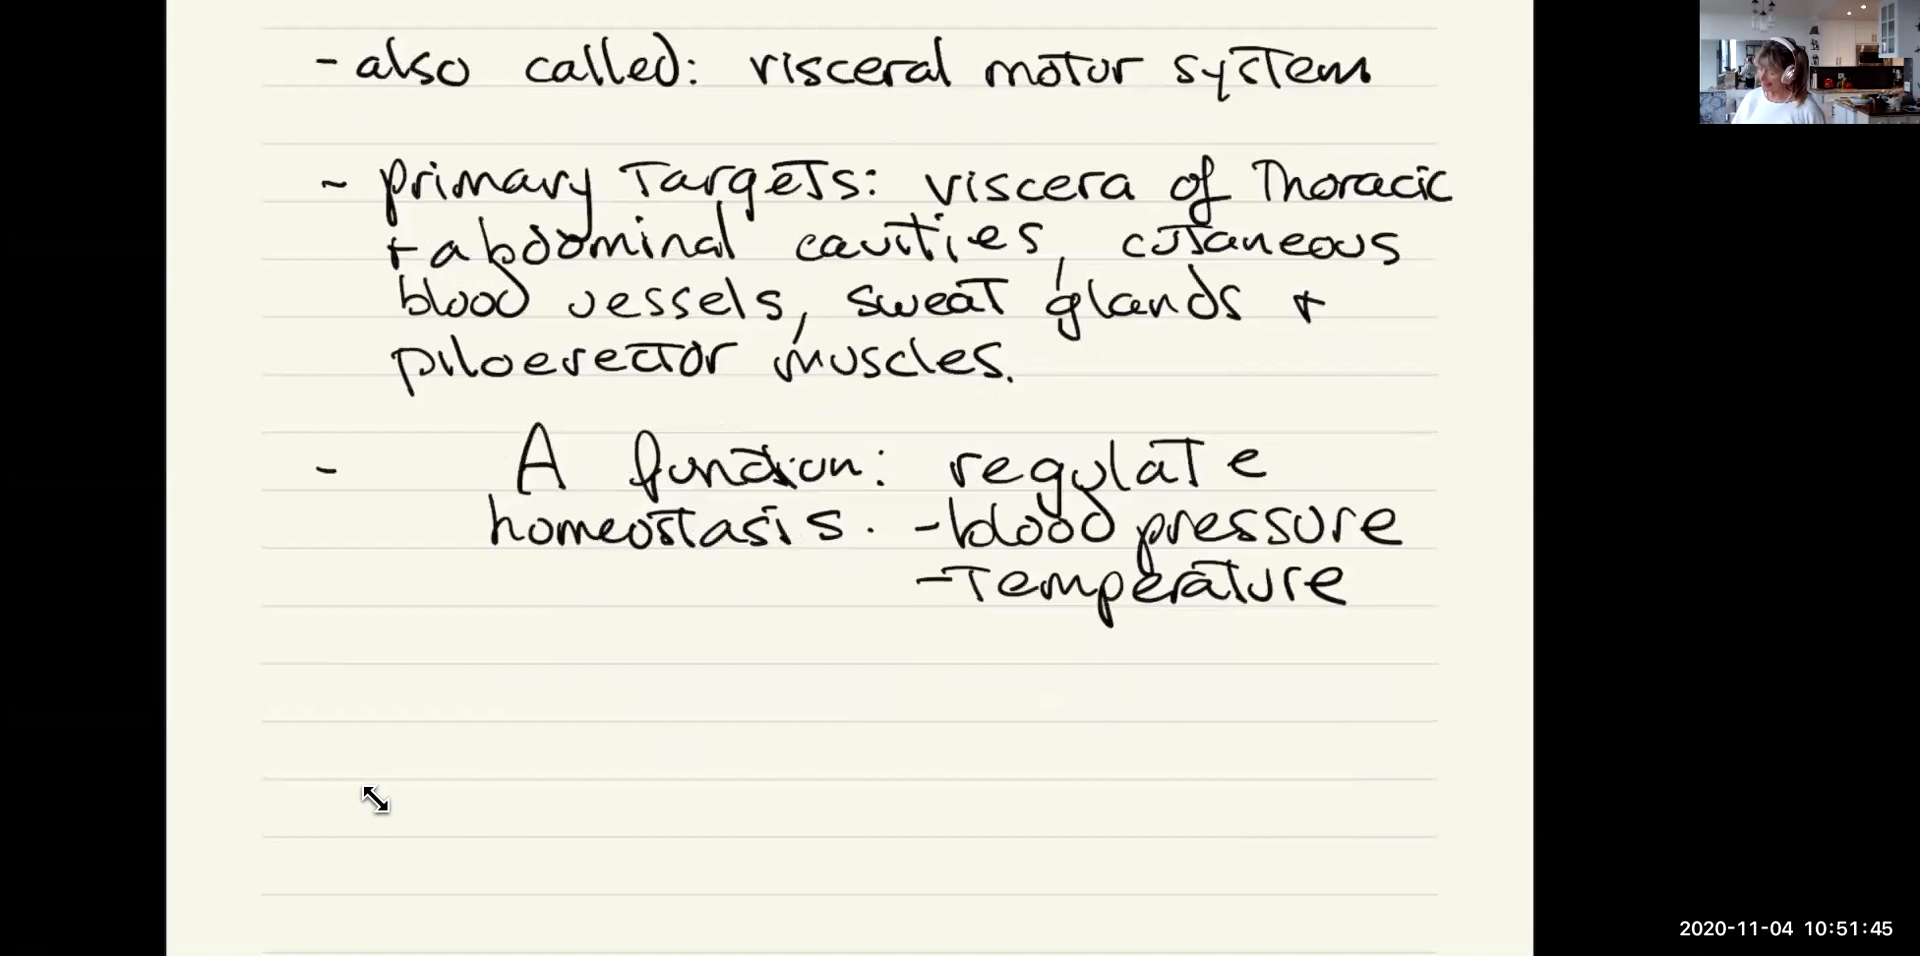 - also called: visceral motor system
- primary targets: viscera of Thoracic
+ abdominal cavities, cutaneous
blood vessels, sweat glands +
piloerector muscles.
- A function: regulate
homeostasis. - blood pressure
- Temperature
2020-11-04 10:51:45